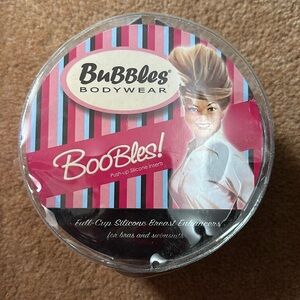 BuBBles®
BODYWEAR
BooBles!
Push-up Silicone Inserts
Full-Cup Silicone Breast Enhancers
for bras and swimsuits